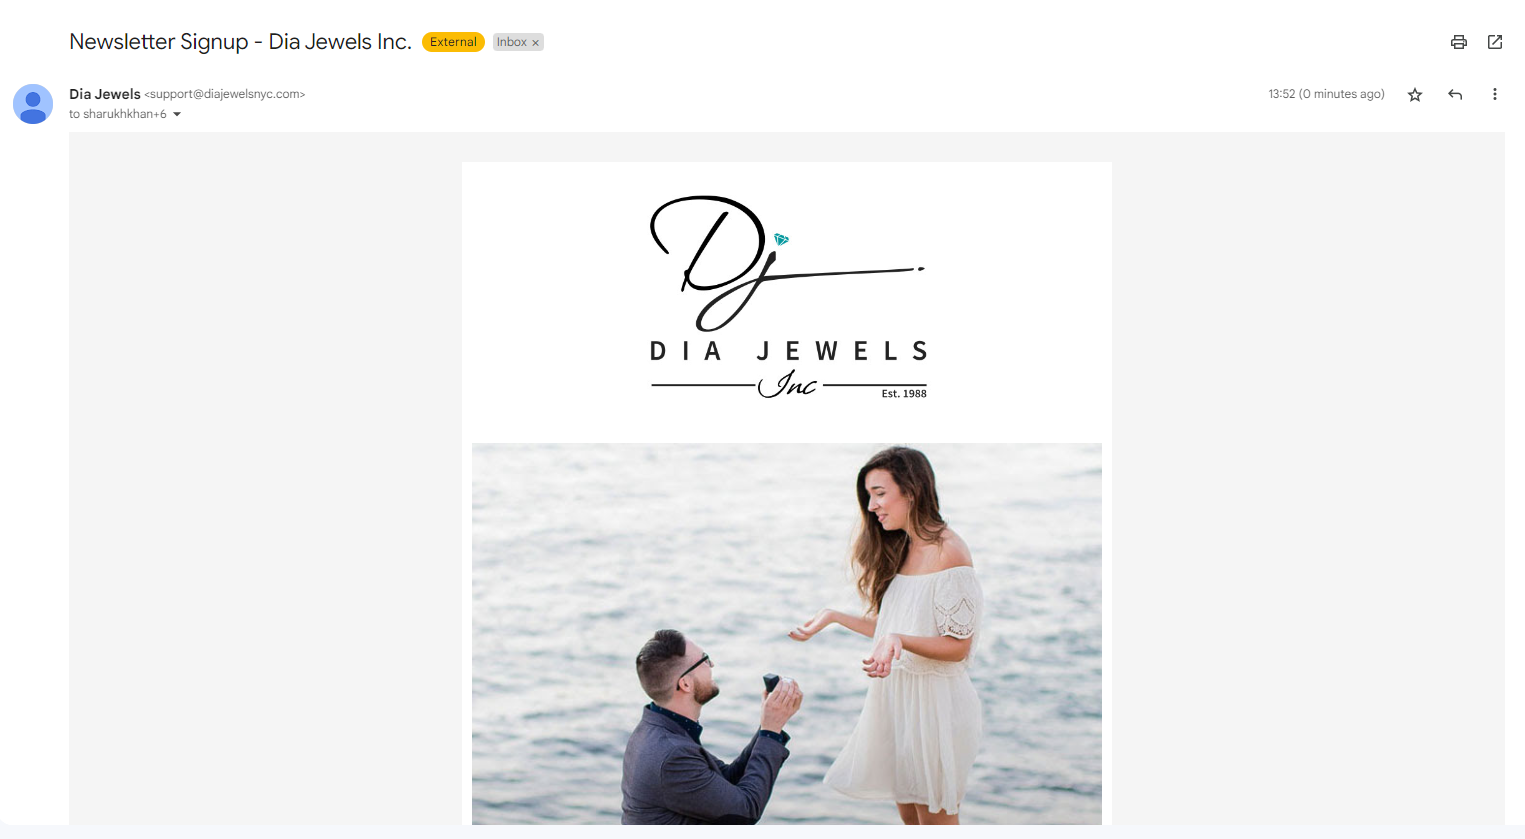 Newsletter Signup - Dia Jewels Inc. External Inbox ×
Dia Jewels <support@diajewelsnyc.com> 13:52 (0 minutes ago)
to sharukhkhan+6
Dj
DIA JEWELS
Inc
Est. 1988